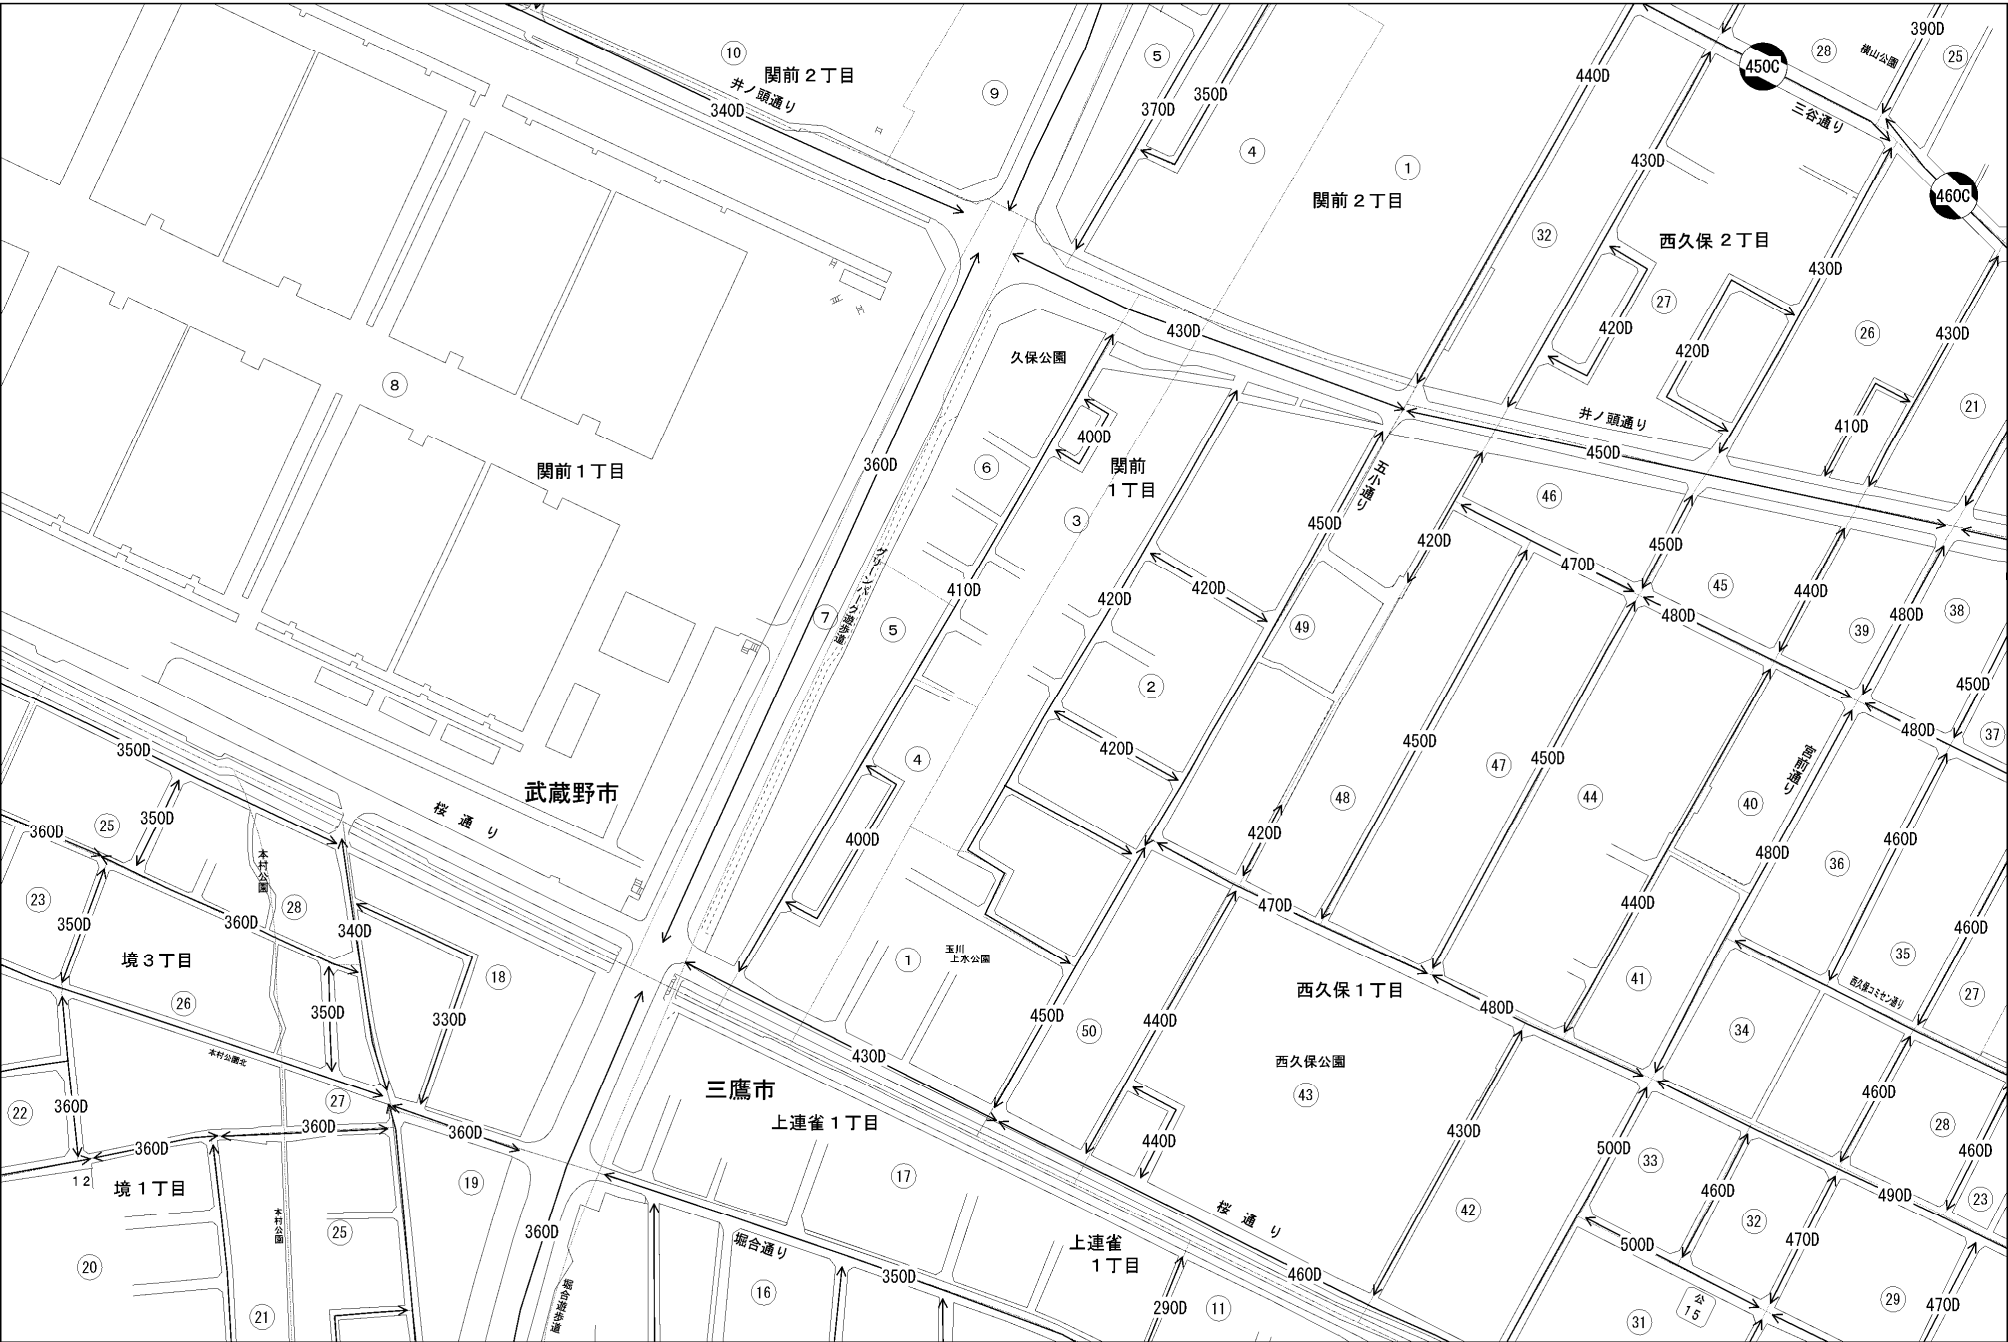 390D
⑩
関前２丁目
井ノ頭通り
340D
⑨
⑤
370D
350D
④
①
関前２丁目
440D
450C
㉘
横山公園
㉕
三谷通り
460C
430D
㉜
西久保２丁目
430D
㉗
420D
420D
㉖
430D
430D
久保公園
⑧
関前１丁目
360D
400D
⑥
関前
１丁目
③
五小通り
井ノ頭通り
450D
410D
㉑
㊻
450D
420D
470D
450D
㊺
440D
480D
480D
㊴
㊳
グリーンパーク遊歩道
410D
⑦
⑤
420D
420D
㊾
②
450D
㊲
480D
350D
武蔵野市
桜通り
④
420D
450D
450D
㊼
㊽
㊹
宮前通り
㊵
480D
460D
㊱
360D
㉕
350D
本村公園
400D
420D
㉓
350D
㉘
360D
340D
境３丁目
㉖
350D
⑱
330D
①
玉川
上水公園
470D
440D
460D
㉟
西久保コミセン通り
㉗
西久保１丁目
480D
㊶
450D
㊿
440D
430D
㉞
本村公園北
西久保公園
㊸
㉒
360D
㉗
三鷹市
上連雀１丁目
360D
360D
360D
440D
430D
500D
㉝
460D
㉘
460D
12
境１丁目
⑲
⑰
460D
490D
㉓
本村公園
㉕
360D
堀合通り
桜通り
㊷
㉜
470D
500D
⑳
㉑
堀合遊歩道
⑯
350D
上連雀
１丁目
460D
290D
⑪
公
15
㉛
㉙
470D